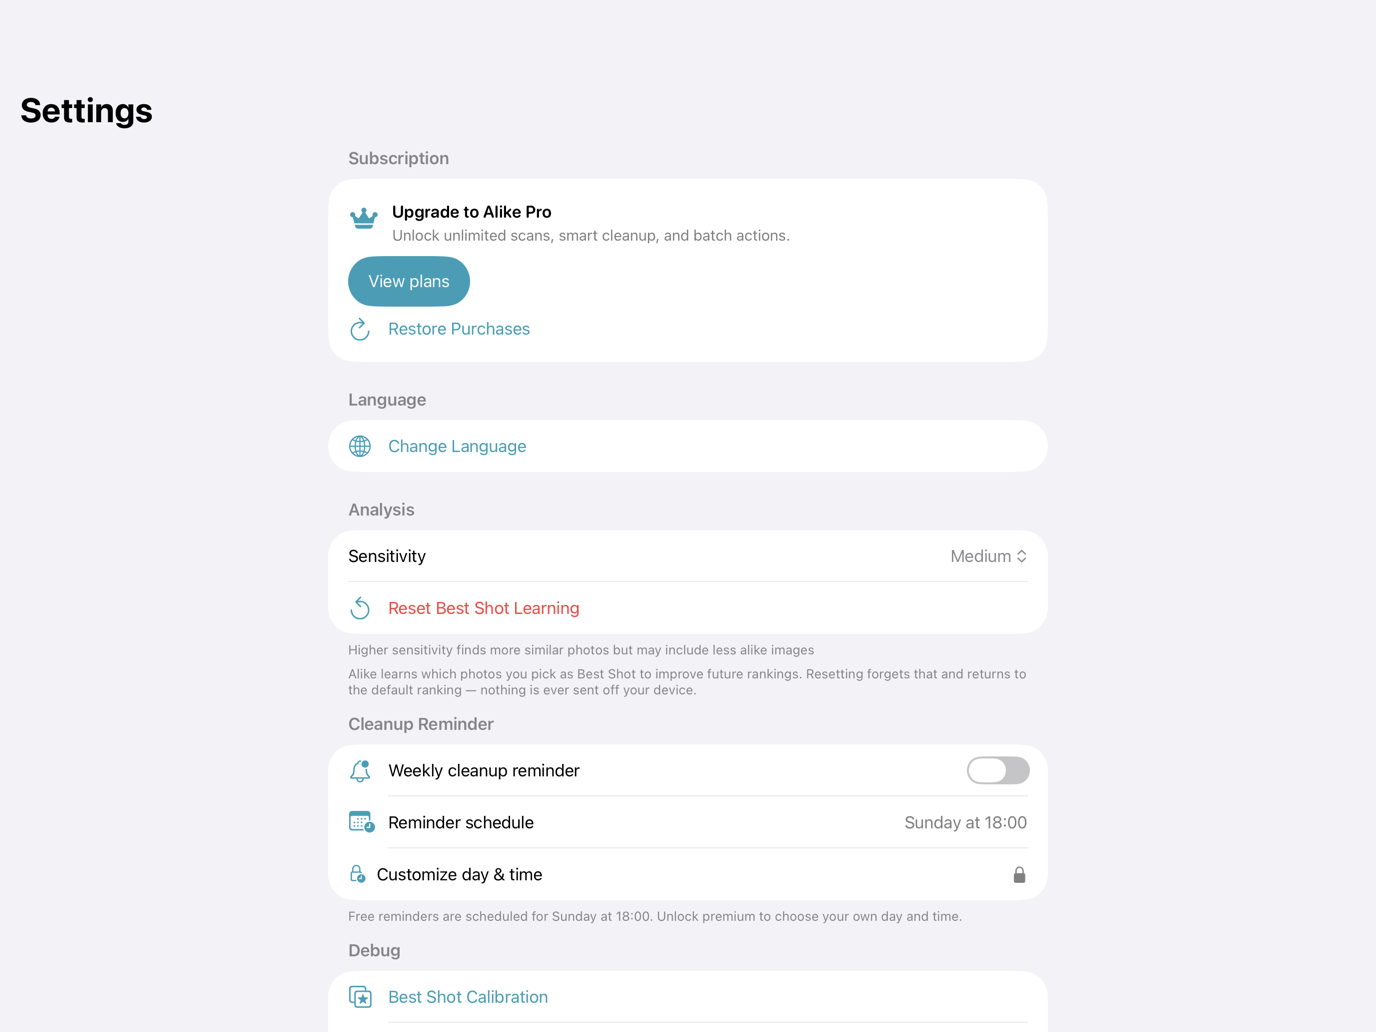 Settings
Subscription
Upgrade to Alike Pro
Unlock unlimited scans, smart cleanup, and batch actions.
View plans
Restore Purchases
Language
Change Language
Analysis
Sensitivity
Medium
Reset Best Shot Learning
Higher sensitivity finds more similar photos but may include less alike images
Alike learns which photos you pick as Best Shot to improve future rankings. Resetting forgets that and returns to
the default ranking — nothing is ever sent off your device.
Cleanup Reminder
Weekly cleanup reminder
Reminder schedule
Sunday at 18:00
Customize day & time
Free reminders are scheduled for Sunday at 18:00. Unlock premium to choose your own day and time.
Debug
Best Shot Calibration